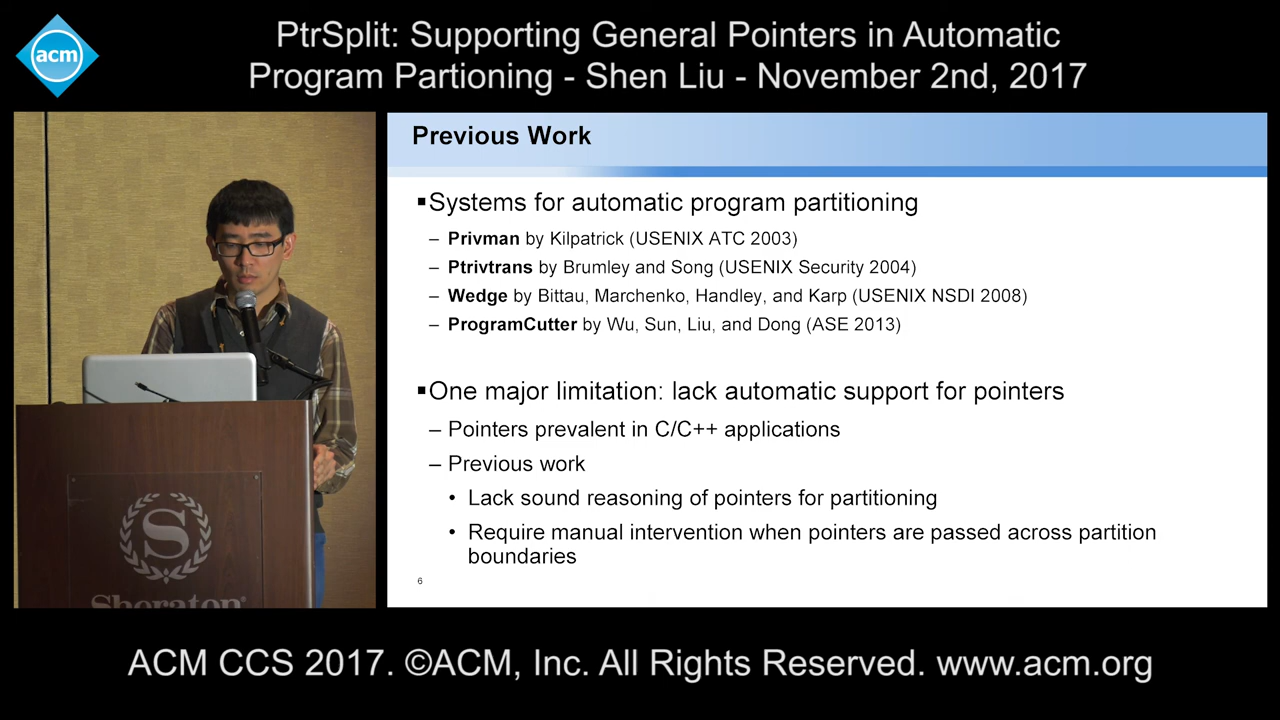 acm
PtrSplit: Supporting General Pointers in Automatic
Program Partioning - Shen Liu - November 2nd, 2017
Previous Work
▪Systems for automatic program partitioning
– Privman by Kilpatrick (USENIX ATC 2003)
– Ptrivtrans by Brumley and Song (USENIX Security 2004)
– Wedge by Bittau, Marchenko, Handley, and Karp (USENIX NSDI 2008)
– ProgramCutter by Wu, Sun, Liu, and Dong (ASE 2013)
▪One major limitation: lack automatic support for pointers
– Pointers prevalent in C/C++ applications
– Previous work
• Lack sound reasoning of pointers for partitioning
• Require manual intervention when pointers are passed across partition
boundaries
6
S
Sheraton®
ACM CCS 2017. ©ACM, Inc. All Rights Reserved. www.acm.org